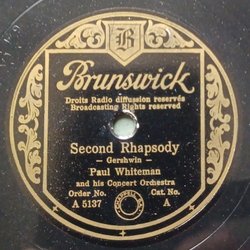 B
Brunswick
Droits Radio diffusion reservés
Broadcasting Rights reserved
Second Rhapsody
- Gershwin -
Paul Whiteman
and his Concert Orchestra
Order No. Cat. No.
A 5137 A